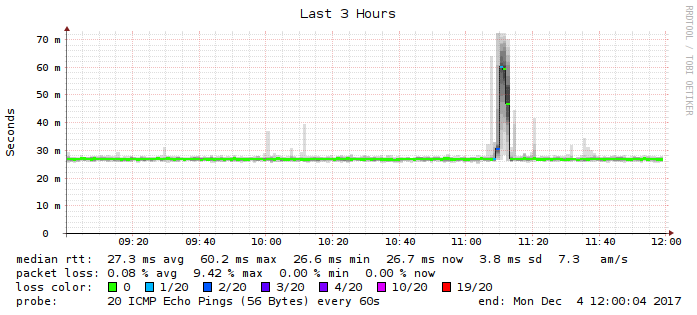 Last 3 Hours
RRDTOOL / TOBI OETIKER
Seconds
70 m
60 m
50 m
40 m
30 m
20 m
10 m
0
09:20 09:40 10:00 10:20 10:40 11:00 11:20 11:40 12:00
median rtt: 27.3 ms avg 60.2 ms max 26.6 ms min 26.7 ms now 3.8 ms sd 7.3 am/s
packet loss: 0.08 % avg 9.42 % max 0.00 % min 0.00 % now
loss color: 0 1/20 2/20 3/20 4/20 10/20 19/20
probe: 20 ICMP Echo Pings (56 Bytes) every 60s end: Mon Dec 4 12:00:04 2017